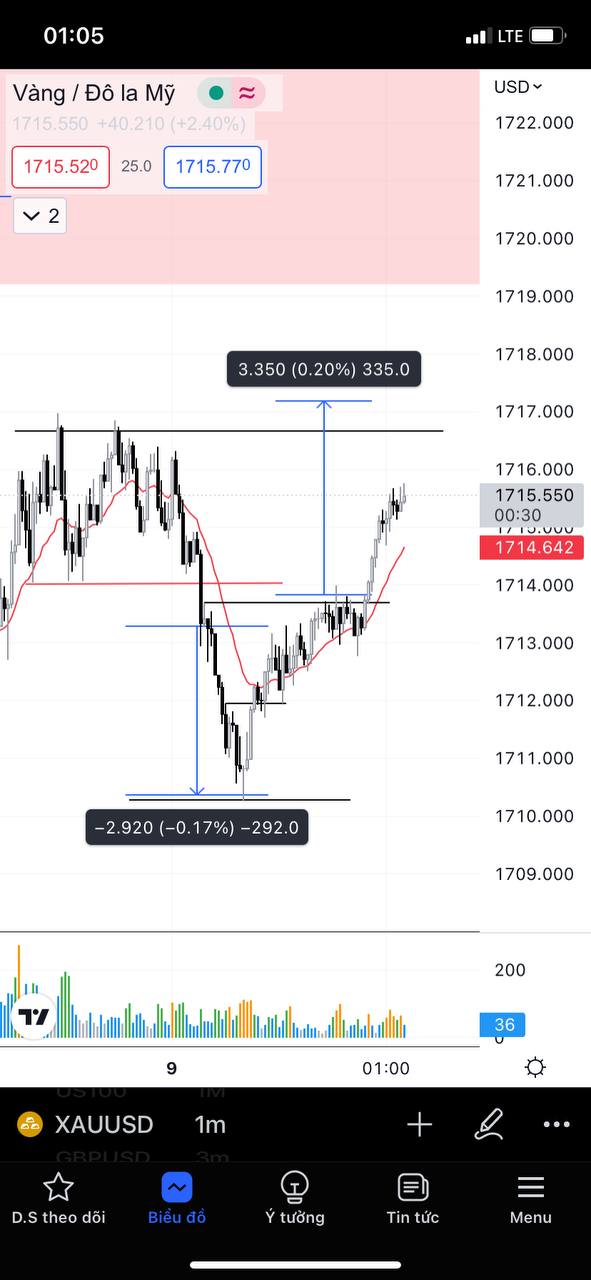 01:05
LTE
Vàng / Đô la Mỹ
USD
1715.550 +40.210 (+2.40%)
1722.000
1715.520
25.0
1715.770
1721.000
2
1720.000
1719.000
1718.000
3.350 (0.20%) 335.0
1717.000
1716.000
1715.550
00:30
1715.000
1714.642
1714.000
1713.000
1712.000
1711.000
1710.000
−2.920 (−0.17%) −292.0
1709.000
200
36
0
9
01:00
US100 1M
XAUUSD 1m
GBPUSD 3m
D.S theo dõi
Biểu đồ
Ý tưởng
Tin tức
Menu